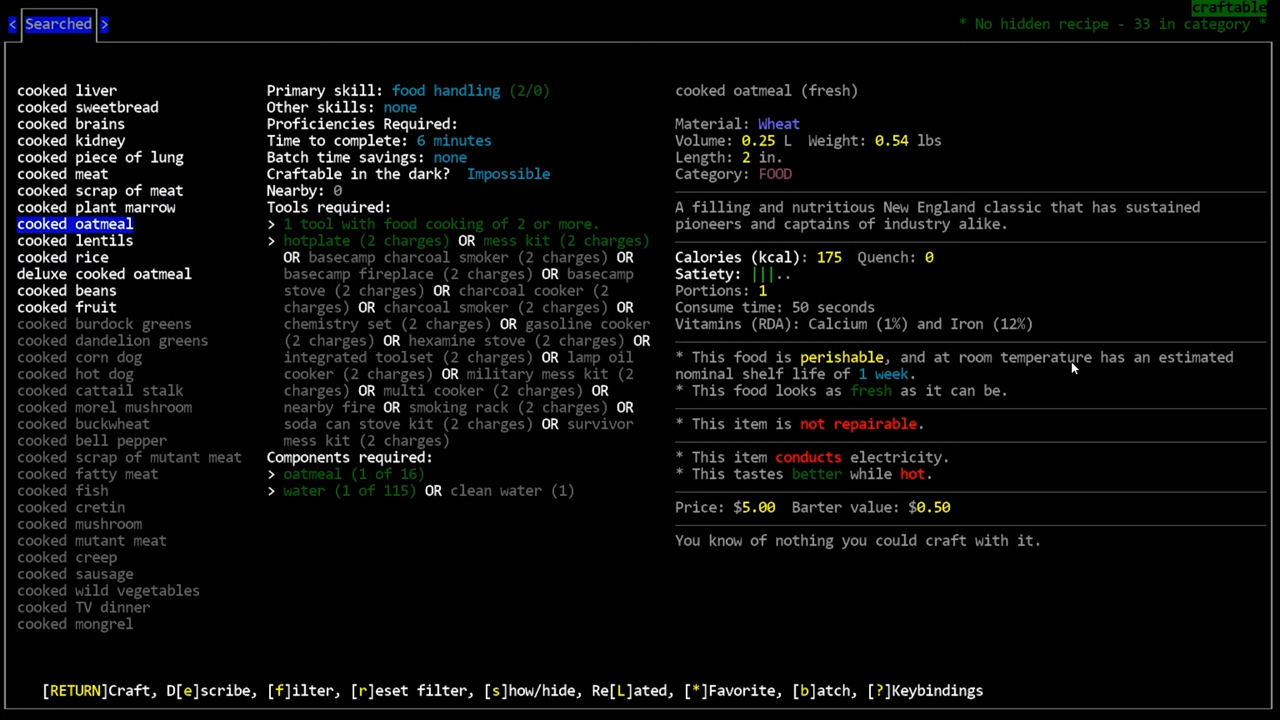 craftable
< Searched >
* No hidden recipe - 33 in category *
cooked liver
cooked sweetbread
cooked brains
cooked kidney
cooked piece of lung
cooked meat
cooked scrap of meat
cooked plant marrow
cooked oatmeal
cooked lentils
cooked rice
deluxe cooked oatmeal
cooked beans
cooked fruit
cooked burdock greens
cooked dandelion greens
cooked corn dog
cooked hot dog
cooked cattail stalk
cooked morel mushroom
cooked buckwheat
cooked bell pepper
cooked scrap of mutant meat
cooked fatty meat
cooked fish
cooked cretin
cooked mushroom
cooked mutant meat
cooked creep
cooked sausage
cooked wild vegetables
cooked TV dinner
cooked mongrel
Primary skill: food handling (2/0)
Other skills: none
Proficiencies Required:
Time to complete: 6 minutes
Batch time savings: none
Craftable in the dark? Impossible
Nearby: 0
Tools required:
> 1 tool with food cooking of 2 or more.
> hotplate (2 charges) OR mess kit (2 charges)
OR basecamp charcoal smoker (2 charges) OR
basecamp fireplace (2 charges) OR basecamp
stove (2 charges) OR charcoal cooker (2
charges) OR charcoal smoker (2 charges) OR
chemistry set (2 charges) OR gasoline cooker
(2 charges) OR hexamine stove (2 charges) OR
integrated toolset (2 charges) OR lamp oil
cooker (2 charges) OR military mess kit (2
charges) OR multi cooker (2 charges) OR
nearby fire OR smoking rack (2 charges) OR
soda can stove kit (2 charges) OR survivor
mess kit (2 charges)
Components required:
> oatmeal (1 of 16)
> water (1 of 115) OR clean water (1)
cooked oatmeal (fresh)
Material: Wheat
Volume: 0.25 L Weight: 0.54 lbs
Length: 2 in.
Category: FOOD
A filling and nutritious New England classic that has sustained
pioneers and captains of industry alike.
Calories (kcal): 175 Quench: 0
Satiety: |||..
Portions: 1
Consume time: 50 seconds
Vitamins (RDA): Calcium (1%) and Iron (12%)
* This food is perishable, and at room temperature has an estimated
nominal shelf life of 1 week.
* This food looks as fresh as it can be.
* This item is not repairable.
* This item conducts electricity.
* This tastes better while hot.
Price: $5.00 Barter value: $0.50
You know of nothing you could craft with it.
[RETURN]Craft, D[e]scribe, [f]ilter, [r]eset filter, [s]how/hide, Re[L]ated, [*]Favorite, [b]atch, [?]Keybindings